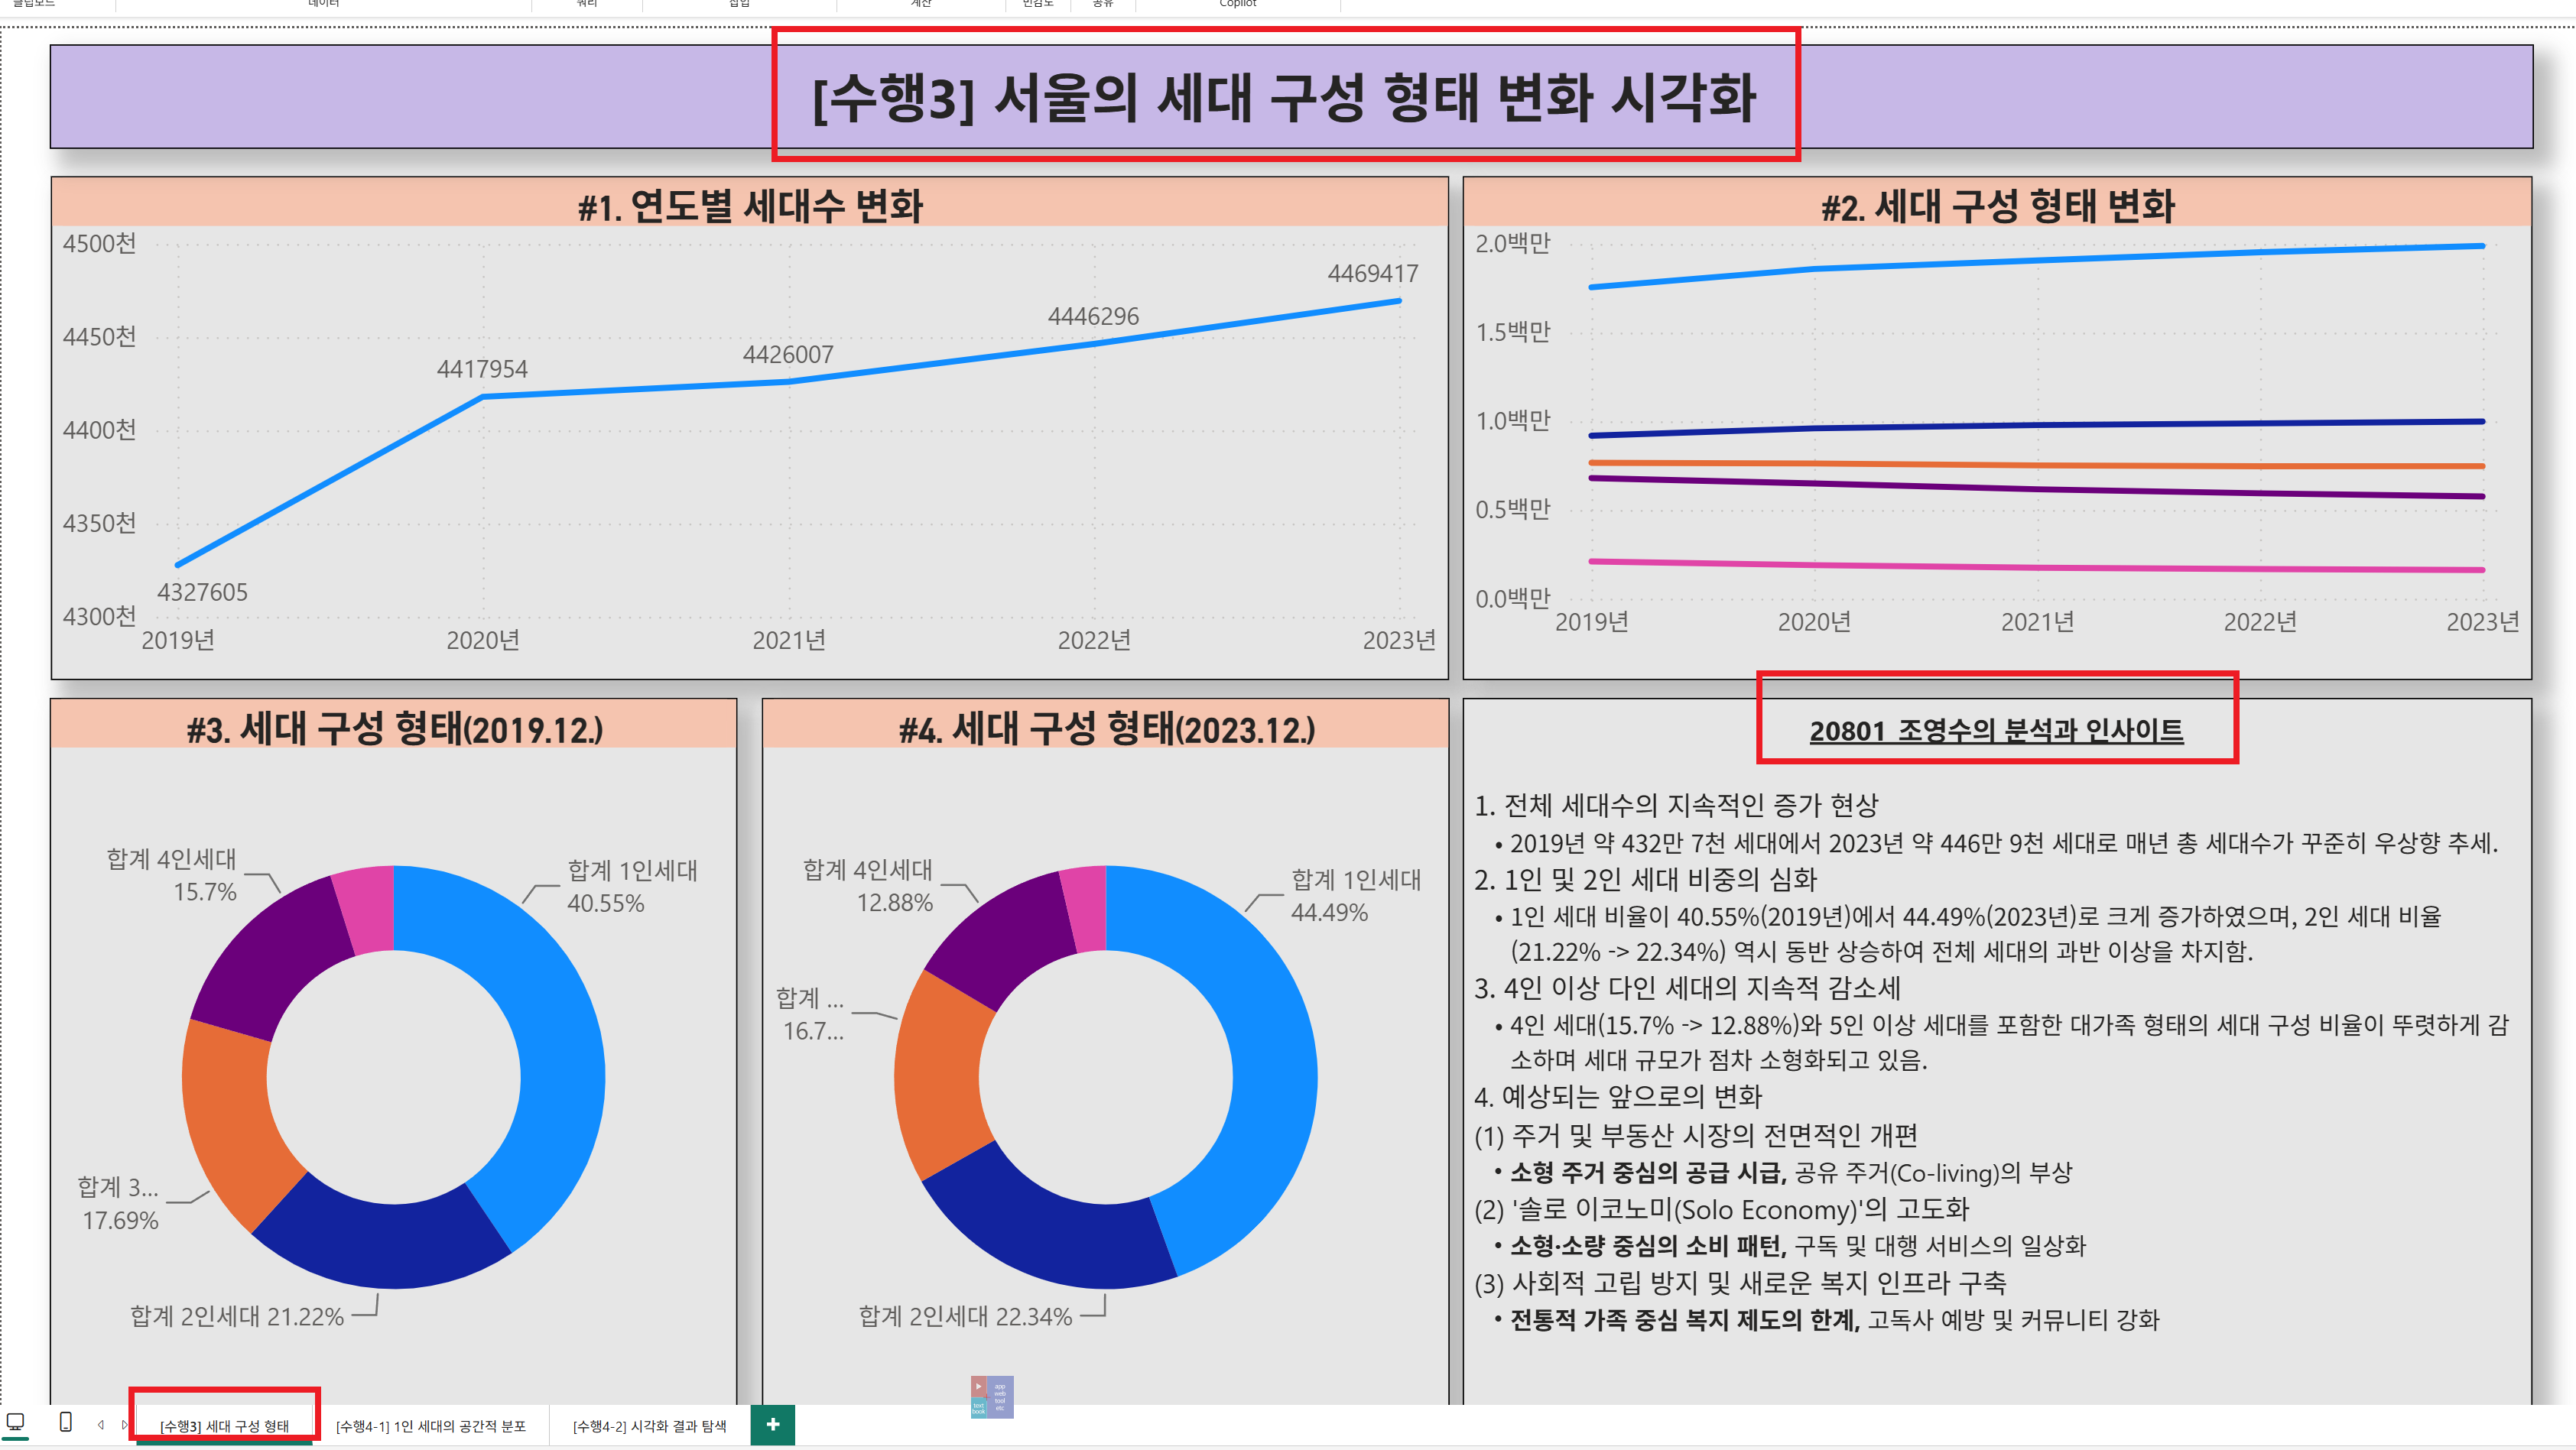 클립보드 데이터 쿼리 삽입 계산 민감도 공유 Copilot
[수행3] 서울의 세대 구성 형태 변화 시각화
#1. 연도별 세대수 변화
4500천
4450천
4400천
4350천
4300천
4327605
4417954
4426007
4446296
4469417
2019년 2020년 2021년 2022년 2023년
#2. 세대 구성 형태 변화
2.0백만
1.5백만
1.0백만
0.5백만
0.0백만
2019년 2020년 2021년 2022년 2023년
#3. 세대 구성 형태(2019.12.)
합계 4인세대
15.7%
합계 1인세대
40.55%
합계 3...
17.69%
합계 2인세대 21.22%
#4. 세대 구성 형태(2023.12.)
합계 4인세대
12.88%
합계 1인세대
44.49%
합계 ...
16.7...
합계 2인세대 22.34%
20801 조영수의 분석과 인사이트
1. 전체 세대수의 지속적인 증가 현상
• 2019년 약 432만 7천 세대에서 2023년 약 446만 9천 세대로 매년 총 세대수가 꾸준히 우상향 추세.
2. 1인 및 2인 세대 비중의 심화
• 1인 세대 비율이 40.55%(2019년)에서 44.49%(2023년)로 크게 증가하였으며, 2인 세대 비율
(21.22% -> 22.34%) 역시 동반 상승하여 전체 세대의 과반 이상을 차지함.
3. 4인 이상 다인 세대의 지속적 감소세
• 4인 세대(15.7% -> 12.88%)와 5인 이상 세대를 포함한 대가족 형태의 세대 구성 비율이 뚜렷하게 감
소하며 세대 규모가 점차 소형화되고 있음.
4. 예상되는 앞으로의 변화
(1) 주거 및 부동산 시장의 전면적인 개편
• 소형 주거 중심의 공급 시급, 공유 주거(Co-living)의 부상
(2) '솔로 이코노미(Solo Economy)'의 고도화
• 소형·소량 중심의 소비 패턴, 구독 및 대행 서비스의 일상화
(3) 사회적 고립 방지 및 새로운 복지 인프라 구축
• 전통적 가족 중심 복지 제도의 한계, 고독사 예방 및 커뮤니티 강화
app
web
tool
etc
text
book
[수행3] 세대 구성 형태 [수행4-1] 1인 세대의 공간적 분포 [수행4-2] 시각화 결과 탐색